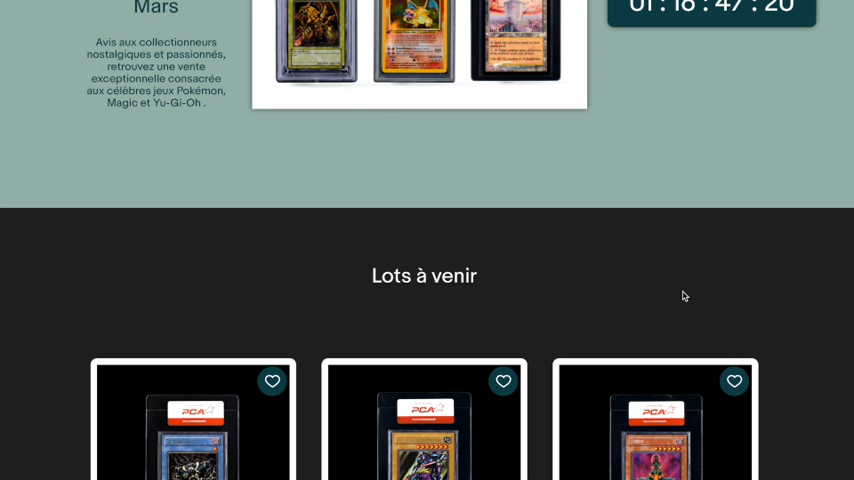 Mars
Avis aux collectionneurs
nostalgiques et passionnés,
retrouvez une vente
exceptionnelle consacrée
aux célèbres jeux Pokémon,
Magic et Yu-Gi-Oh .
01 : 16 : 47 : 20
Lots à venir
PCA
PCA
PCA